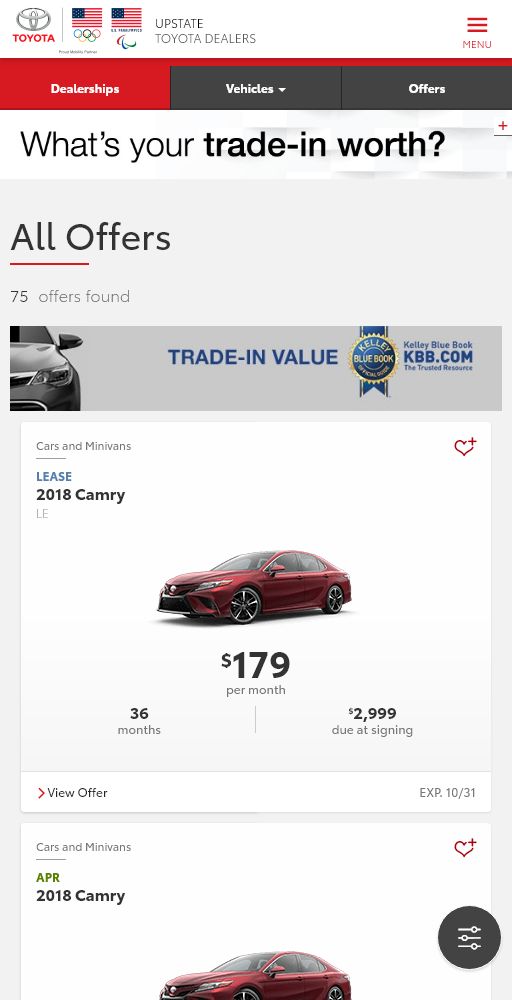 TOYOTA
U.S. PARALYMPICS
Proud Mobility Partner
UPSTATE
TOYOTA DEALERS
MENU
Dealerships
Vehicles
Offers
What's your trade-in worth?
+
All Offers
75 offers found
TRADE-IN VALUE
KELLEY
BLUE BOOK
OFFICIAL GUIDE
Kelley Blue Book
KBB.COM
The Trusted Resource
Cars and Minivans
LEASE
2018 Camry
LE
$179
per month
36
months
$2,999
due at signing
View Offer
EXP. 10/31
Cars and Minivans
APR
2018 Camry